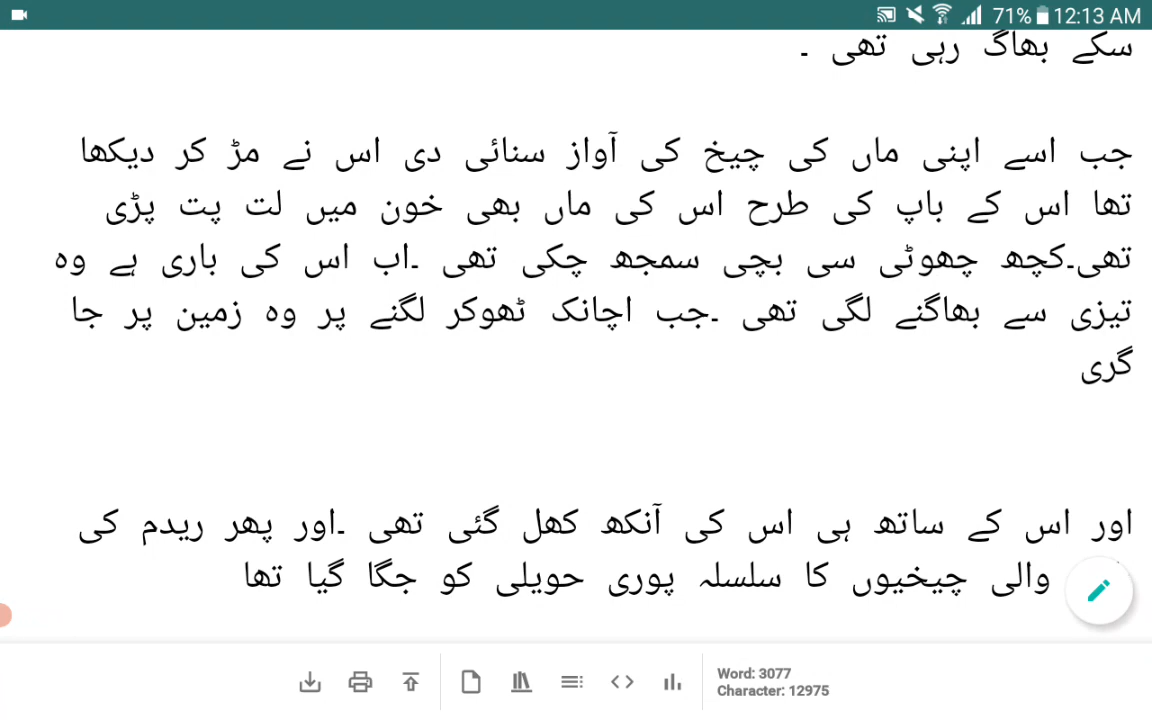 71% 12:13 AM
سکے بھاگ رہی تھی ۔
جب اسے اپنی ماں کی چیخ کی آواز سنائی دی اس نے مڑ کر دیکھا
تھا اس کے باپ کی طرح اس کی ماں بھی خون میں لت پت پڑی
تھی۔کچھ چھوٹی سی بچی سمجھ چکی تھی ۔اب اس کی باری ہے وہ
تیزی سے بھاگنے لگی تھی ۔جب اچانک ٹھوکر لگنے پر وہ زمین پر جا
گری
اور اس کے ساتھ ہی اس کی آنکھ کھل گئی تھی ۔اور پھر ریدم کی
والی چیخیوں کا سلسلہ پوری حویلی کو جگا گیا تھا
Word: 3077
Character: 12975